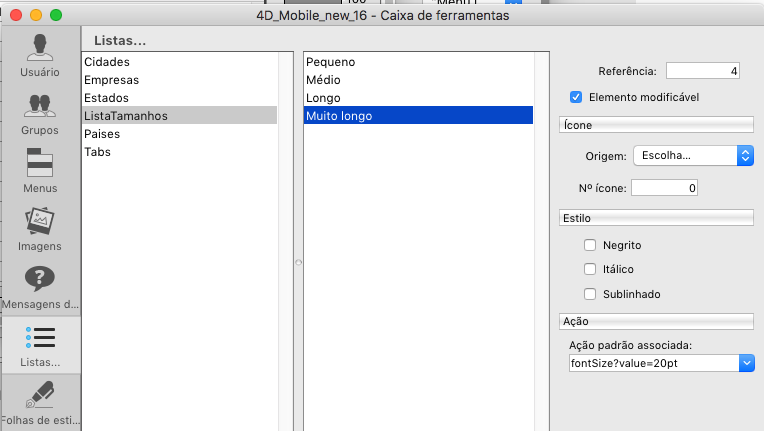 100
Menu I
4D_Mobile_new_16 - Caixa de ferramentas
Usuário
Grupos
Menus
Imagens
Mensagens d...
Listas...
Folhas de esti...
Listas...
Cidades
Empresas
Estados
ListaTamanhos
Paises
Tabs
Pequeno
Médio
Longo
Muito longo
Referência: 4
Elemento modificável
Ícone
Origem: Escolha...
Nº ícone: 0
Estilo
Negrito
Itálico
Sublinhado
Ação
Ação padrão associada:
fontSize?value=20pt